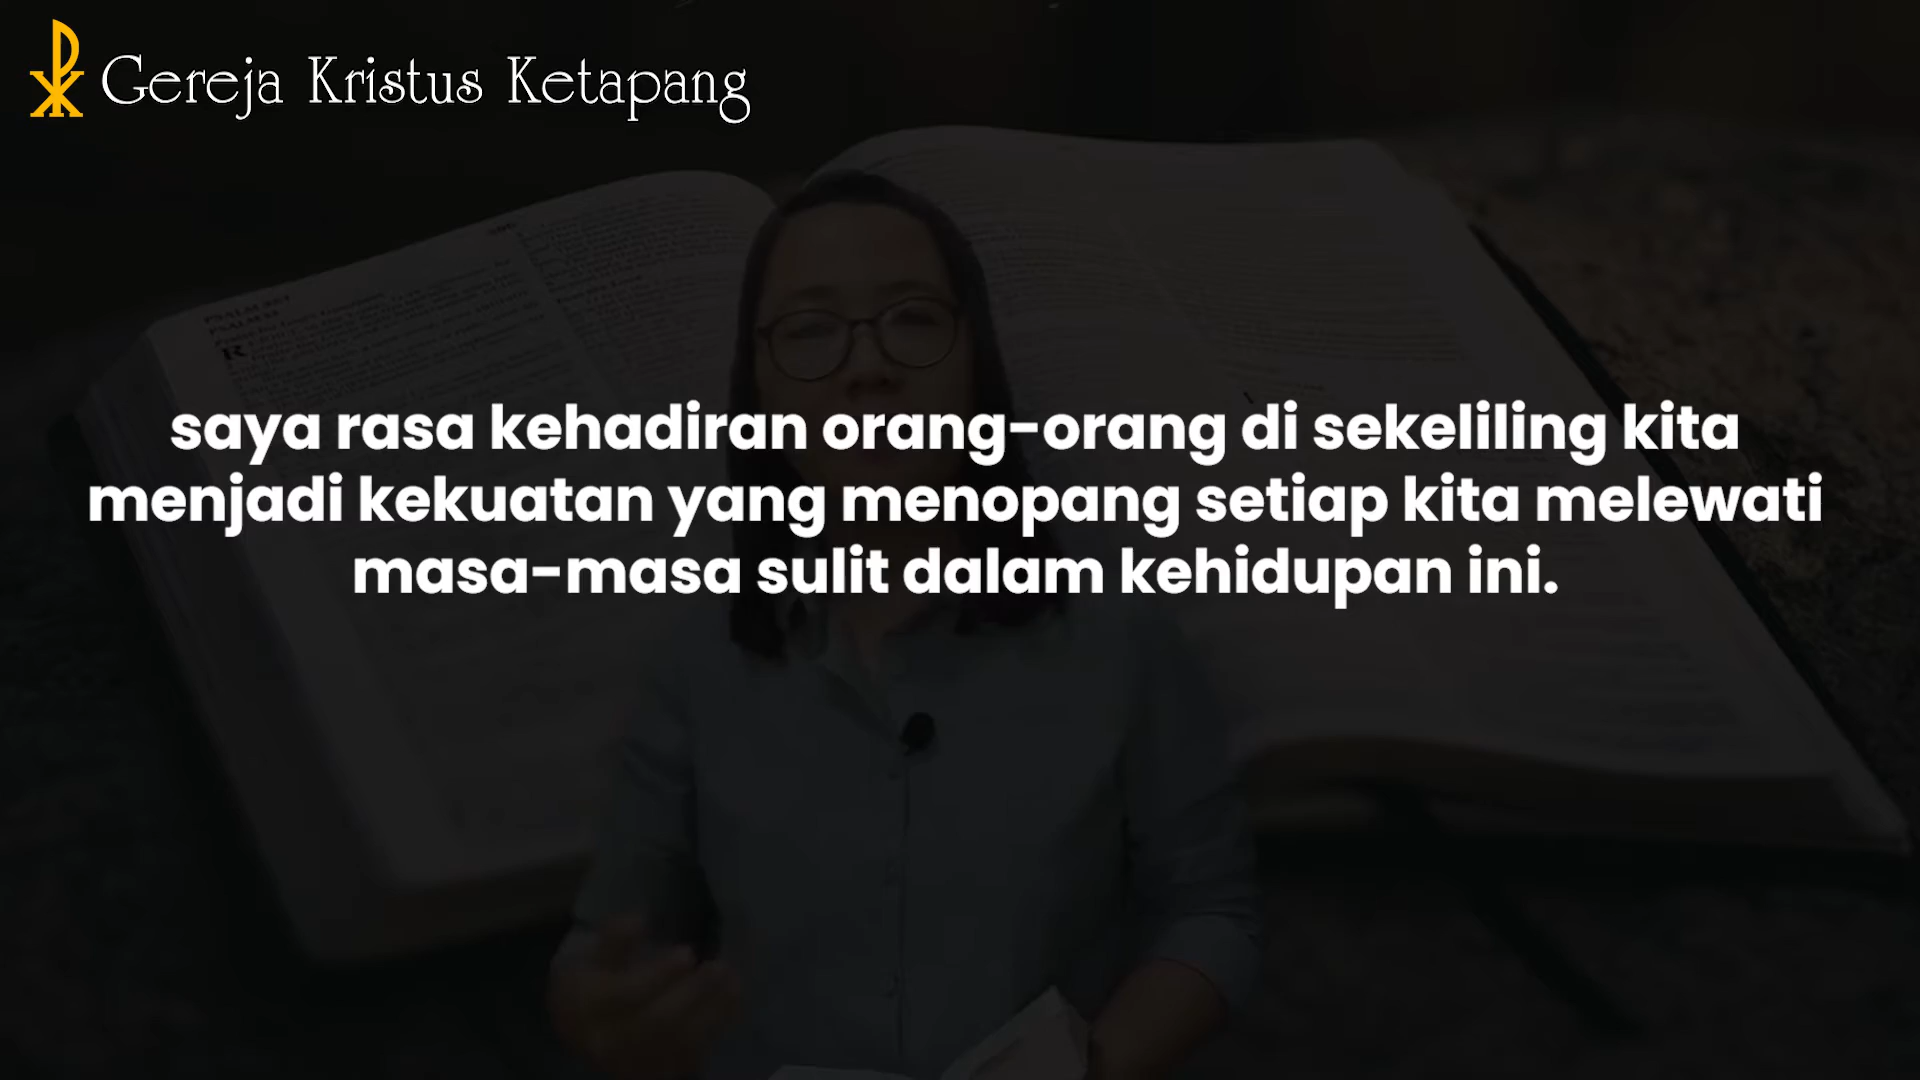 Gereja Kristus Ketapang
saya rasa kehadiran orang-orang di sekeliling kita
menjadi kekuatan yang menopang setiap kita melewati
masa-masa sulit dalam kehidupan ini.